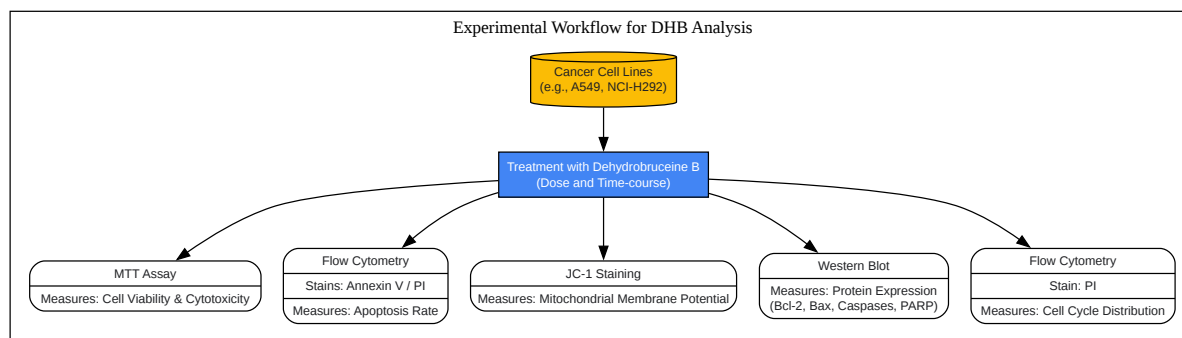 Experimental Workflow for DHB Analysis
Cancer Cell Lines
(e.g., A549, NCI-H292)
Treatment with Dehydrobruceine B
(Dose and Time-course)
MTT Assay
Measures: Cell Viability & Cytotoxicity
Flow Cytometry
Stains: Annexin V / PI
Measures: Apoptosis Rate
JC-1 Staining
Measures: Mitochondrial Membrane Potential
Western Blot
Measures: Protein Expression
(Bcl-2, Bax, Caspases, PARP)
Flow Cytometry
Stain: PI
Measures: Cell Cycle Distribution